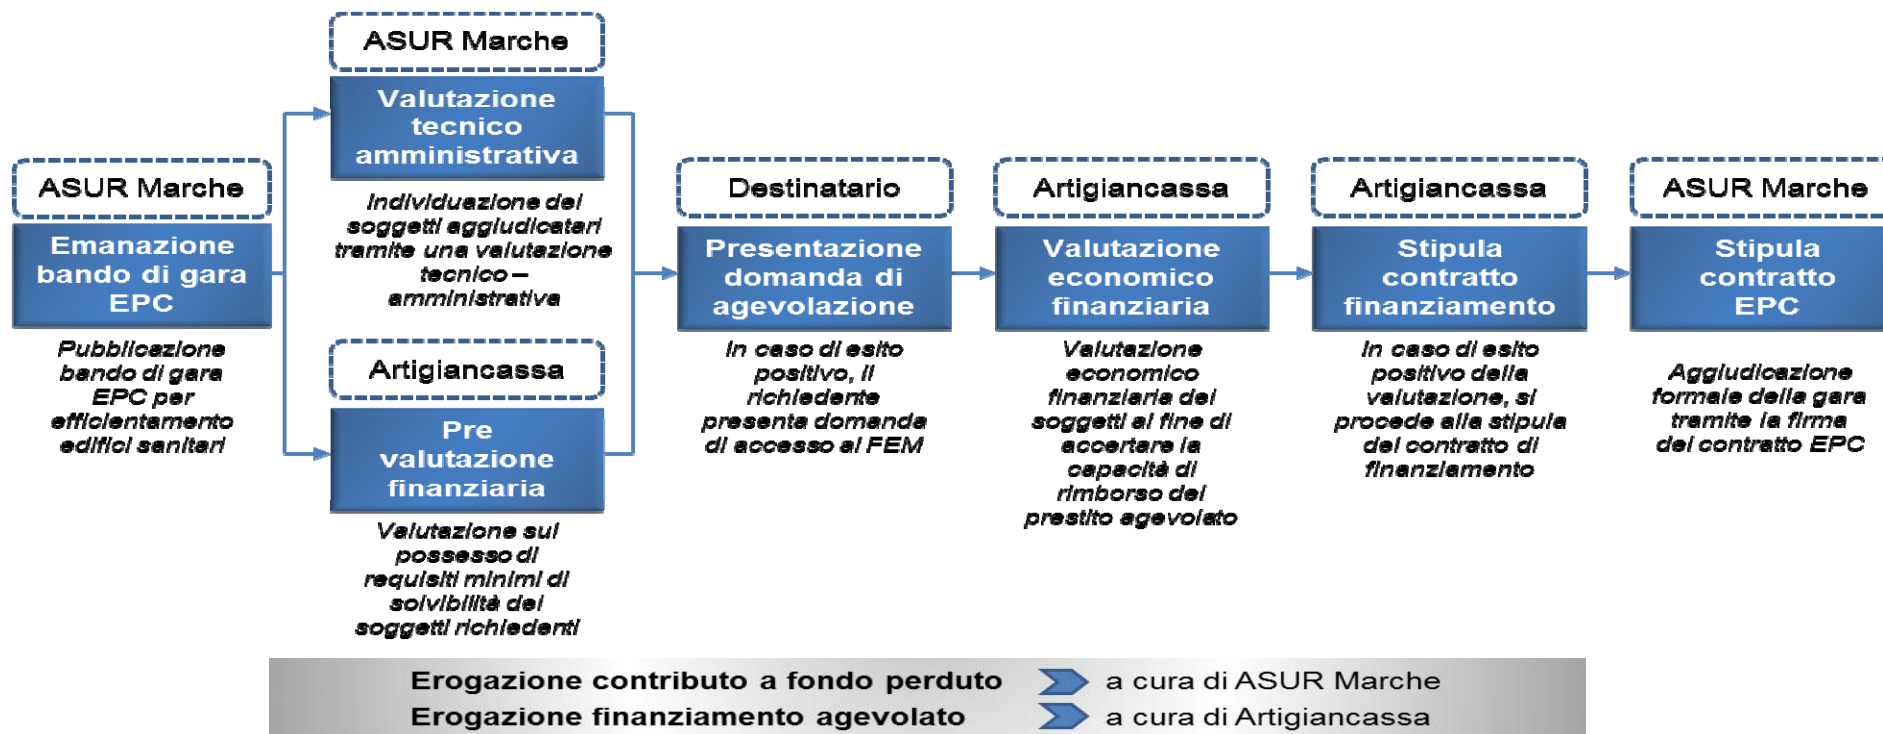 ASUR Marche
Emanazione
bando di gara
EPC
Pubblicazione
bando di gara
EPC per
efficientamento
edifici sanitari
ASUR Marche
Valutazione
tecnico
amministrativa
Individuazione dei
soggetti aggiudicatari
tramite una valutazione
tecnico –
amministrativa
Artigiancassa
Pre
valutazione
finanziaria
Valutazione sul
possesso di
requisiti minimi di
solvibilità dei
soggetti richiedenti
Destinatario
Presentazione
domanda di
agevolazione
In caso di esito
positivo, il
richiedente
presenta domanda
di accesso al FEM
Artigiancassa
Valutazione
economico
finanziaria
Valutazione
economico
finanziaria dei
soggetti al fine di
accertare la
capacità di
rimborso del
prestito agevolato
Artigiancassa
Stipula
contratto
finanziamento
In caso di esito
positivo della
valutazione, si
procede alla stipula
del contratto di
finanziamento
ASUR Marche
Stipula
contratto
EPC
Aggiudicazione
formale della gara
tramite la firma
del contratto EPC
Erogazione contributo a fondo perduto a cura di ASUR Marche
Erogazione finanziamento agevolato a cura di Artigiancassa